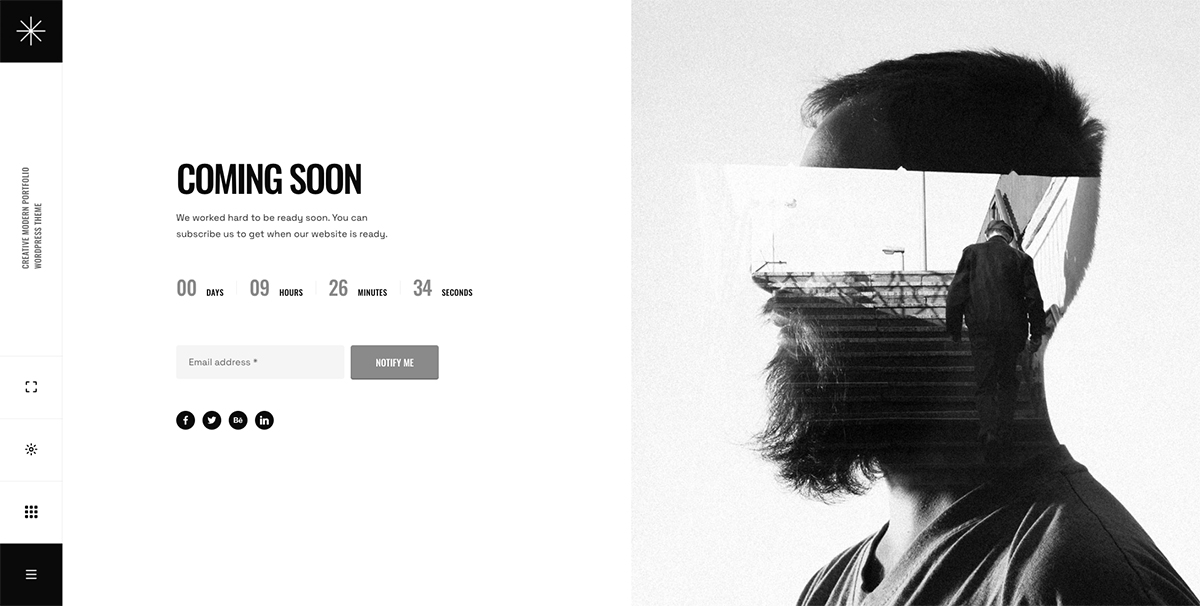 CREATIVE MODERN PORTFOLIO
WORDPRESS THEME
COMING SOON
We worked hard to be ready soon. You can
subscribe us to get when our website is ready.
00 DAYS 09 HOURS 26 MINUTES 34 SECONDS
Email address * NOTIFY ME
Bē
in